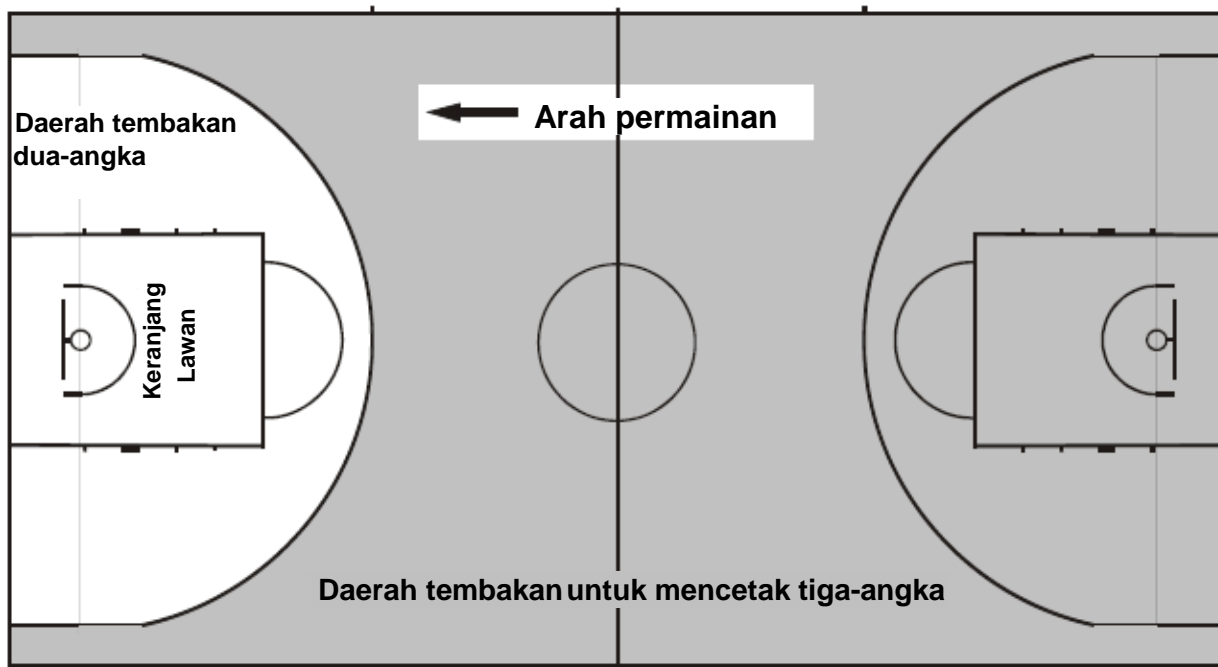 Arah permainan
Daerah tembakan
dua-angka
Keranjang
Lawan
Daerah tembakan untuk mencetak tiga-angka